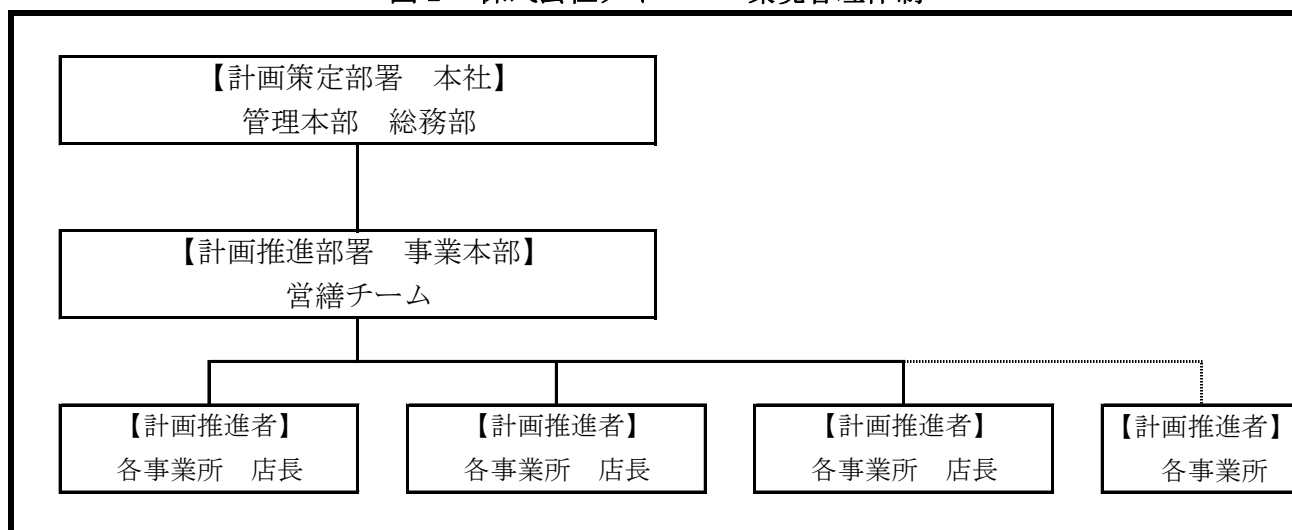 【計画策定部署　本社】
管理本部　総務部
【計画推進部署　事業本部】
営繕チーム
【計画推進者】
各事業所　店長
【計画推進者】
各事業所　店長
【計画推進者】
各事業所　店長
【計画推進者】
各事業所